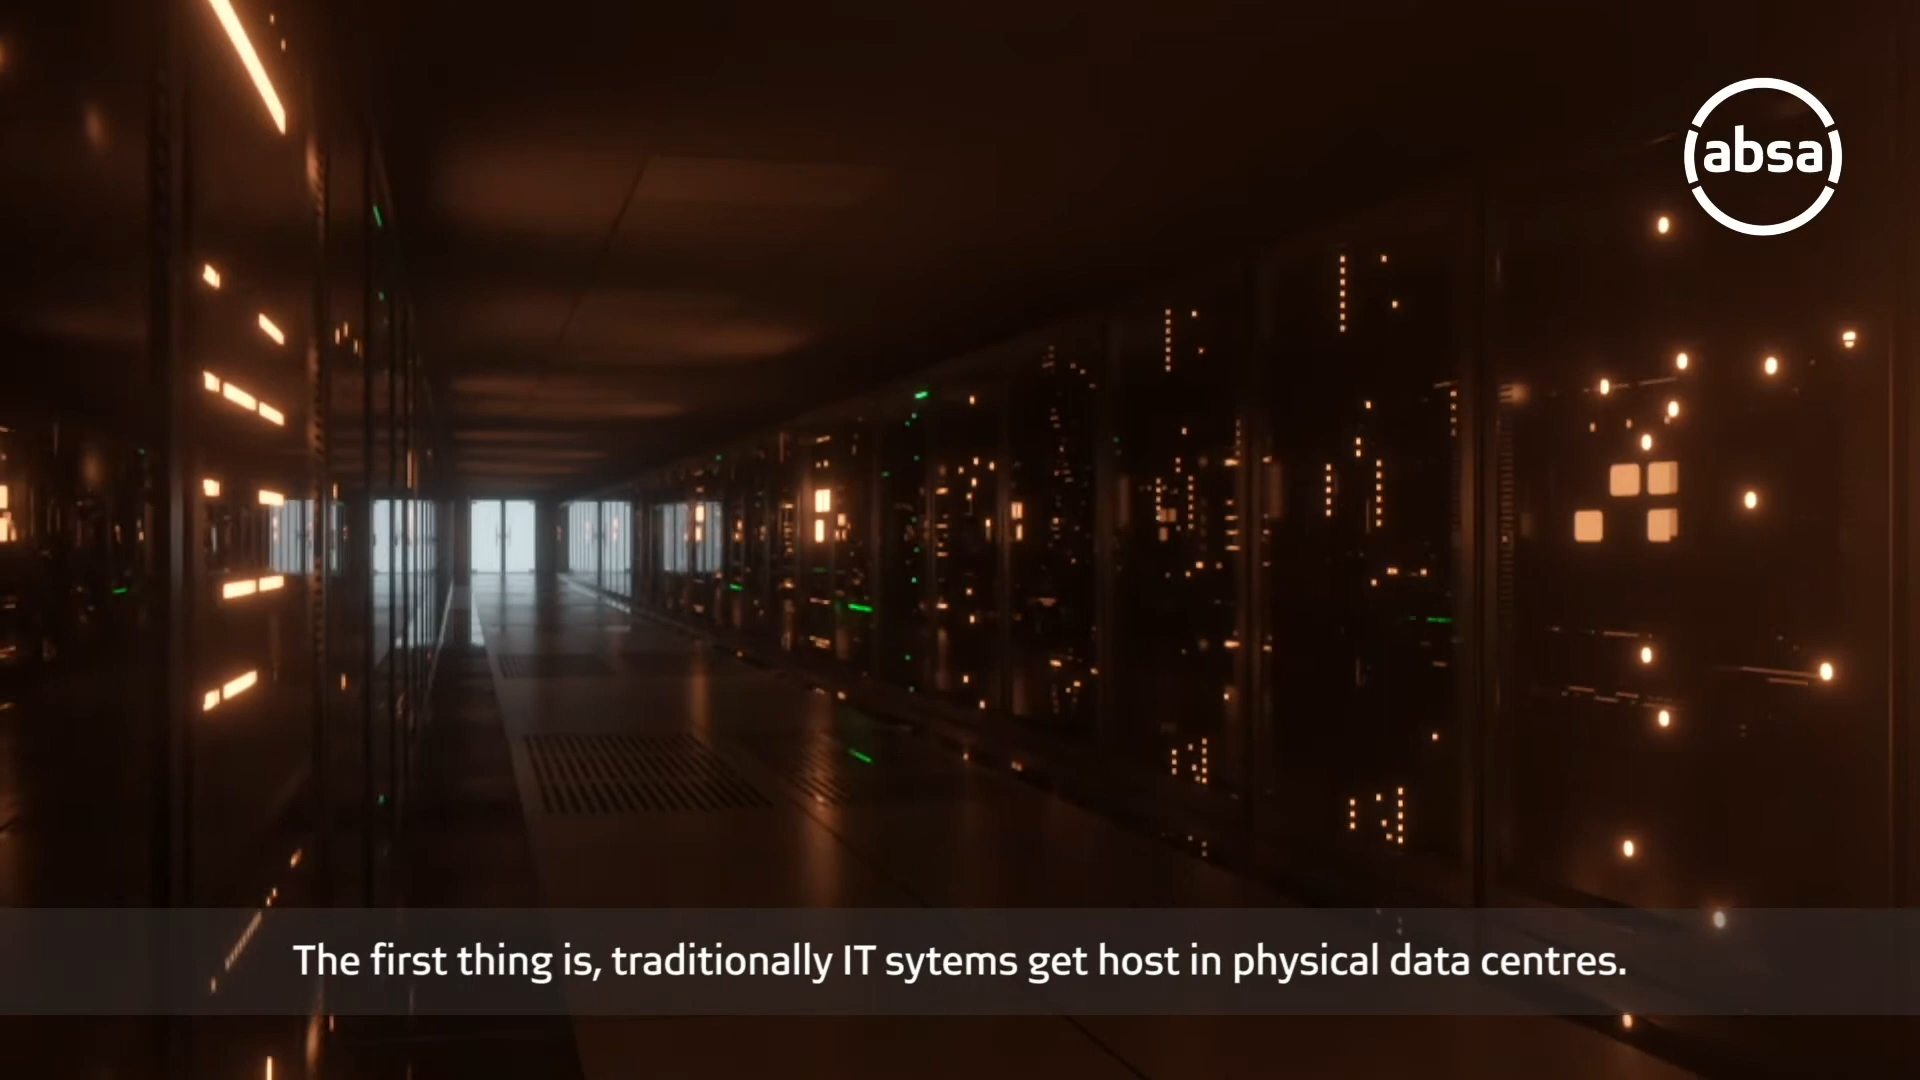 absa
The first thing is, traditionally IT sytems get host in physical data centres.